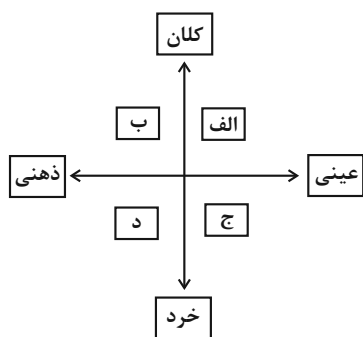 کلان
الف
ب
عینی
ذهنی
ج
د
خرد